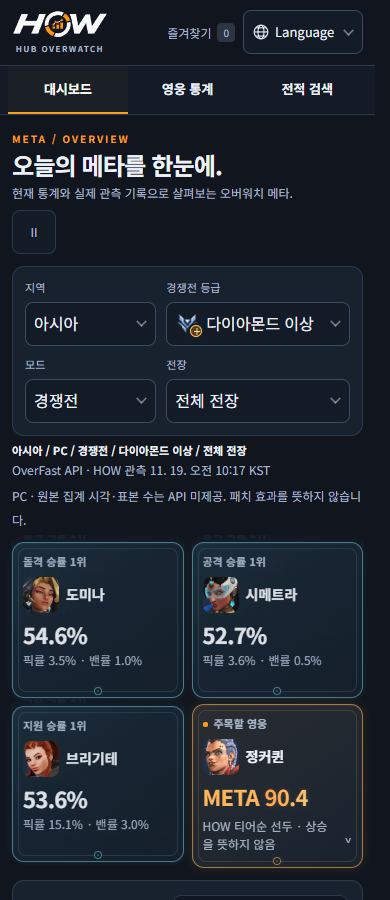 HOW
HUB OVERWATCH
즐겨찾기 0
Language
대시보드 영웅 통계 전적 검색
META / OVERVIEW
오늘의 메타를 한눈에.
현재 통계와 실제 관측 기록으로 살펴보는 오버워치 메타.
지역 경쟁전 등급
아시아 다이아몬드 이상
모드 전장
경쟁전 전체 전장
아시아 / PC / 경쟁전 / 다이아몬드 이상 / 전체 전장
OverFast API · HOW 관측 11. 19. 오전 10:17 KST
PC · 원본 집계 시각·표본 수는 API 미제공. 패치 효과를 뜻하지 않습니
다.
돌격 승률 1위
도미나
54.6%
픽률 3.5% · 밴률 1.0%
공격 승률 1위
시메트라
52.7%
픽률 3.6% · 밴률 0.5%
지원 승률 1위
브리기테
53.6%
픽률 15.1% · 밴률 3.0%
주목할 영웅
정커퀸
META 90.4
HOW 티어순 선두 · 상승
을 뜻하지 않음